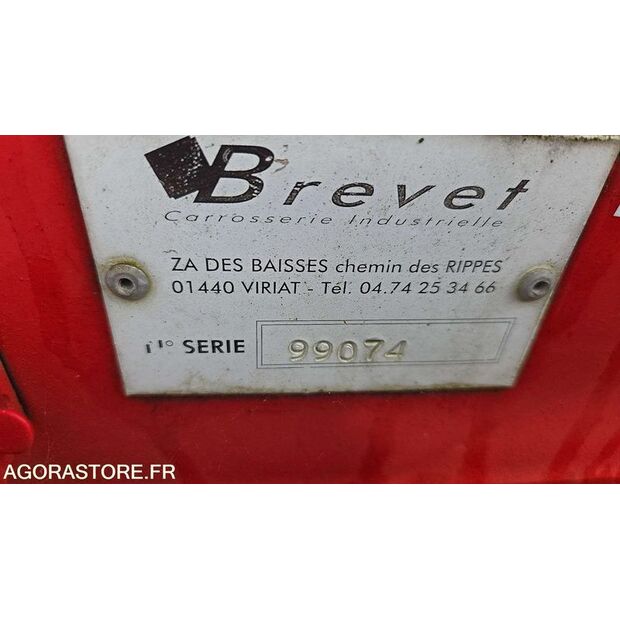 Brevet
Carrosserie Industrielle
ZA DES BAISSES chemin des RIPPES
01440 VIRIAT - Tél. 04.74 25 34 66
N° SERIE 99074
AGORASTORE.FR